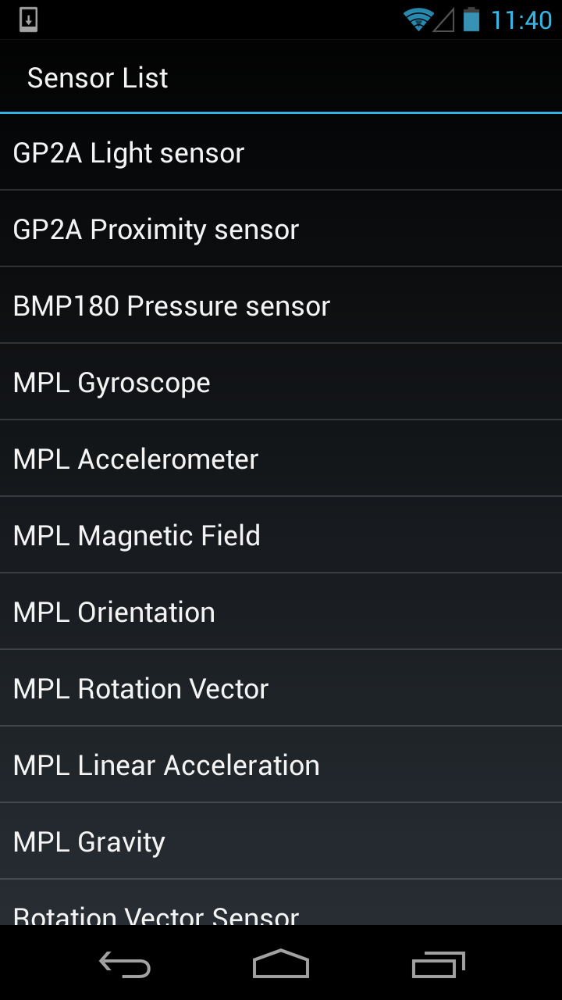 11:40
Sensor List
GP2A Light sensor
GP2A Proximity sensor
BMP180 Pressure sensor
MPL Gyroscope
MPL Accelerometer
MPL Magnetic Field
MPL Orientation
MPL Rotation Vector
MPL Linear Acceleration
MPL Gravity
Rotation Vector Sensor